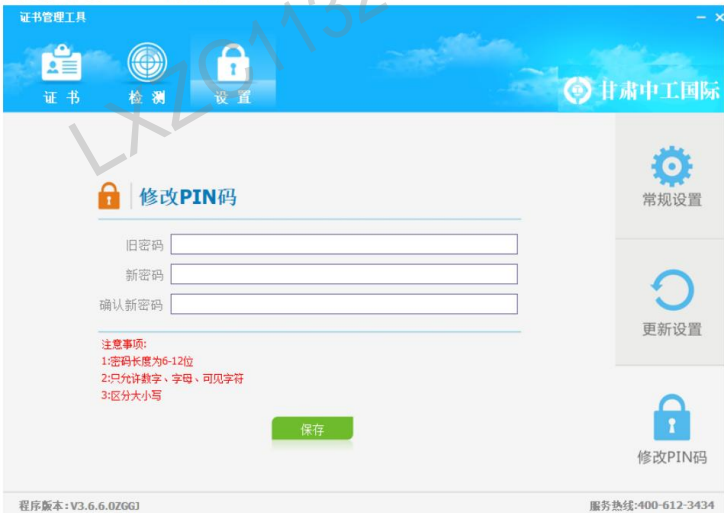 证书管理工具
证 书
检 测
设 置
甘肃中工国际
修改PIN码
旧密码
新密码
确认新密码
注意事项:
1:密码长度为6-12位
2:只允许数字、字母、可见字符
3:区分大小写
保存
常规设置
更新设置
修改PIN码
程序版本:V3.6.6.0ZGGJ
服务热线:400-612-3434